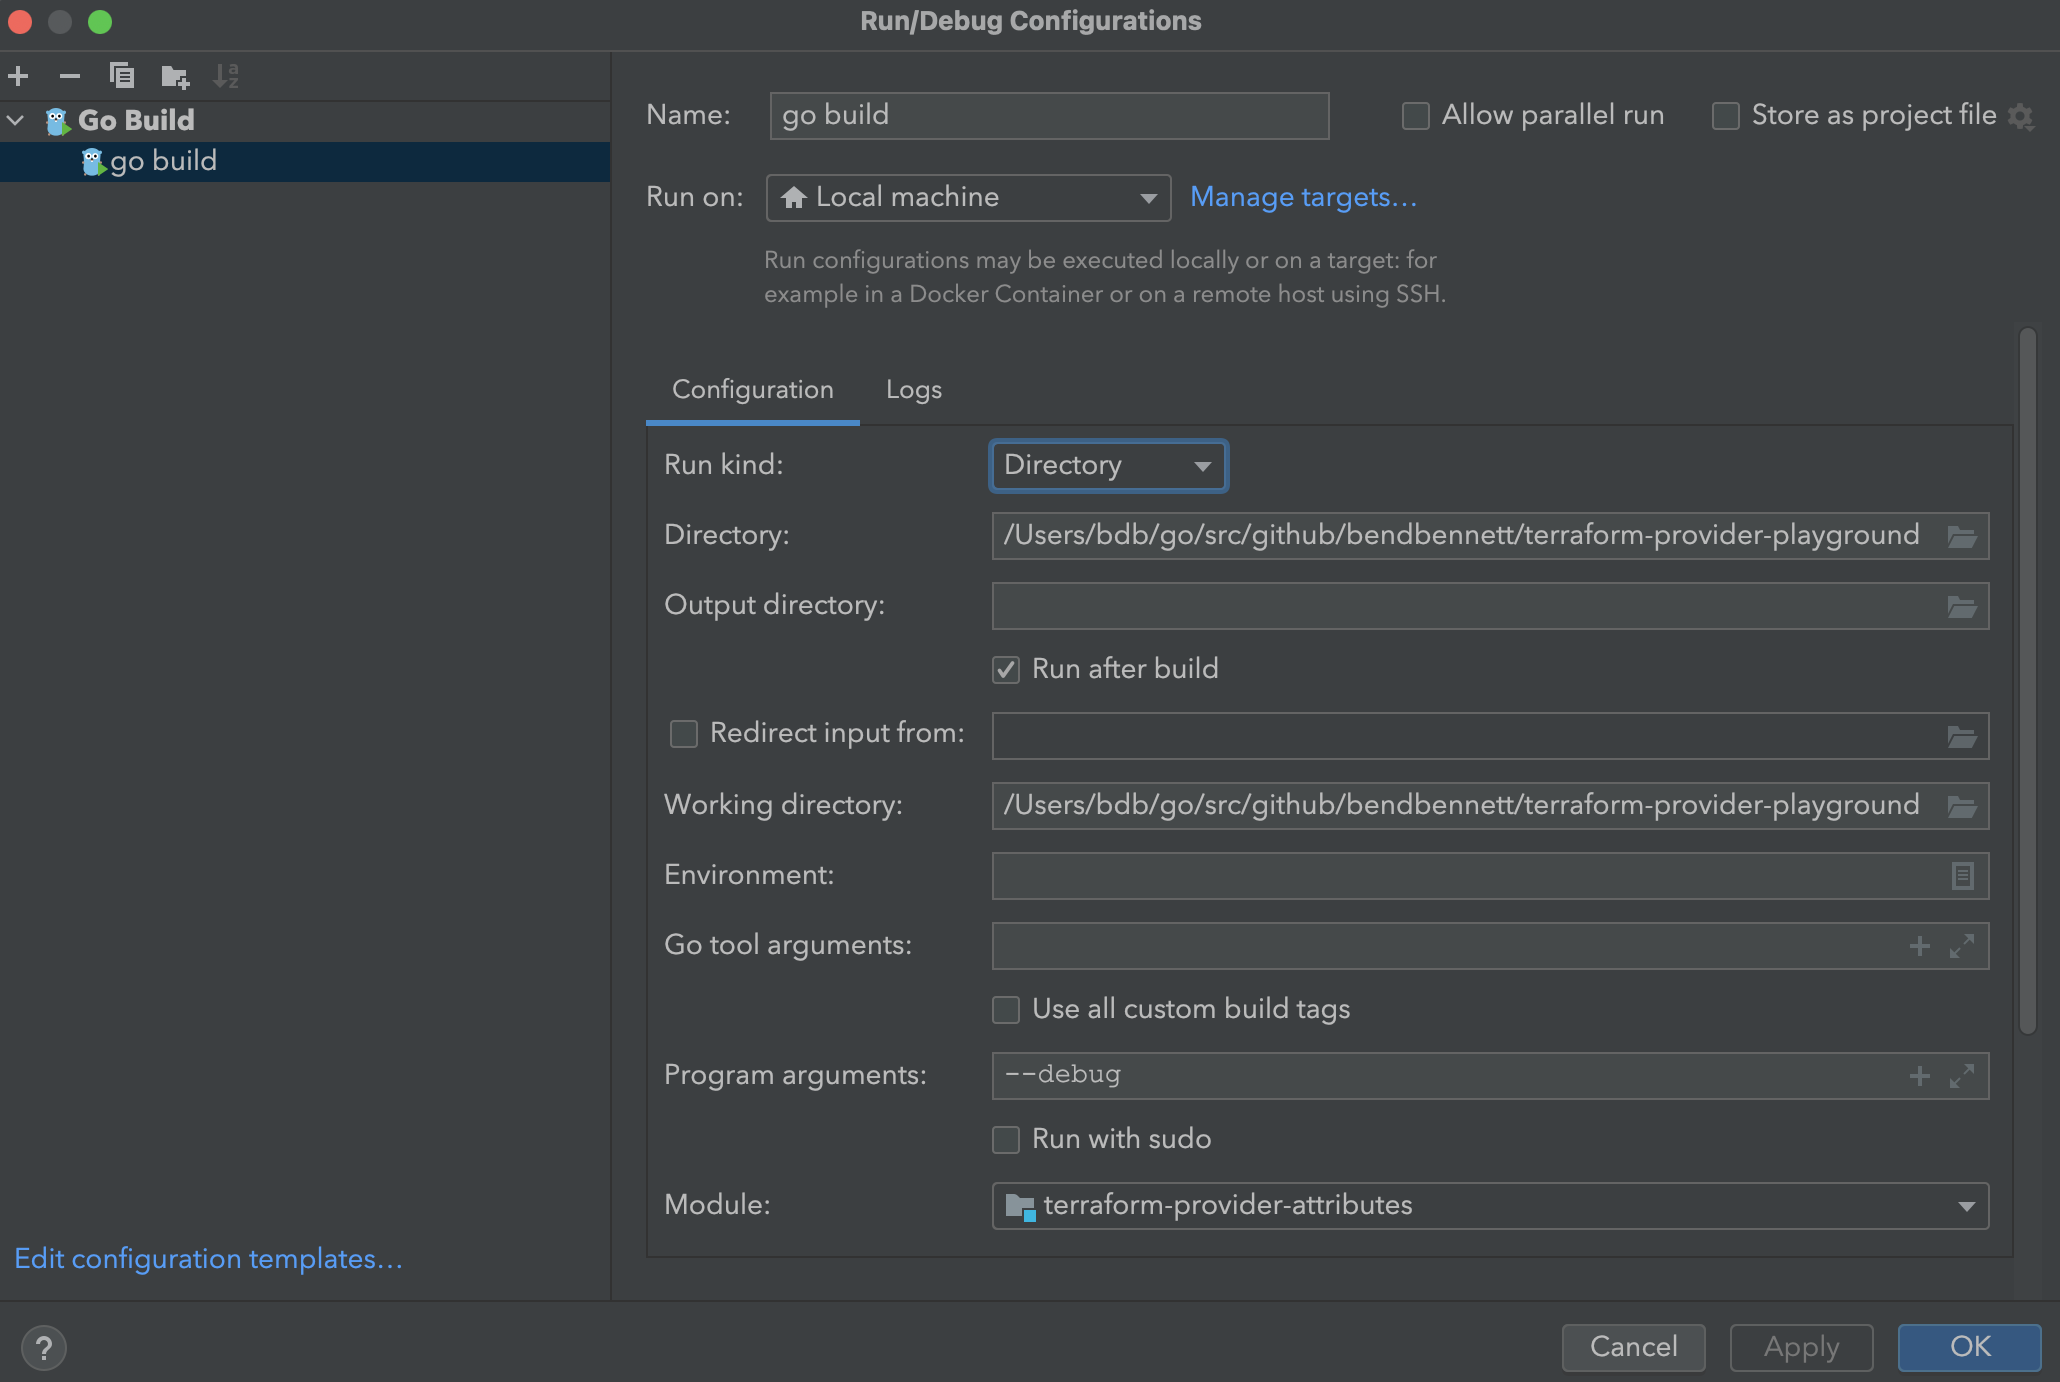 Run/Debug Configurations
Go Build
go build
Edit configuration templates...
Name: go build
Allow parallel run
Store as project file
Run on: Local machine Manage targets...
Run configurations may be executed locally or on a target: for
example in a Docker Container or on a remote host using SSH.
Configuration Logs
Run kind: Directory
Directory: /Users/bdb/go/src/github/bendbennett/terraform-provider-playground
Output directory:
Run after build
Redirect input from:
Working directory: /Users/bdb/go/src/github/bendbennett/terraform-provider-playground
Environment:
Go tool arguments:
Use all custom build tags
Program arguments: --debug
Run with sudo
Module: terraform-provider-attributes
? Cancel Apply OK